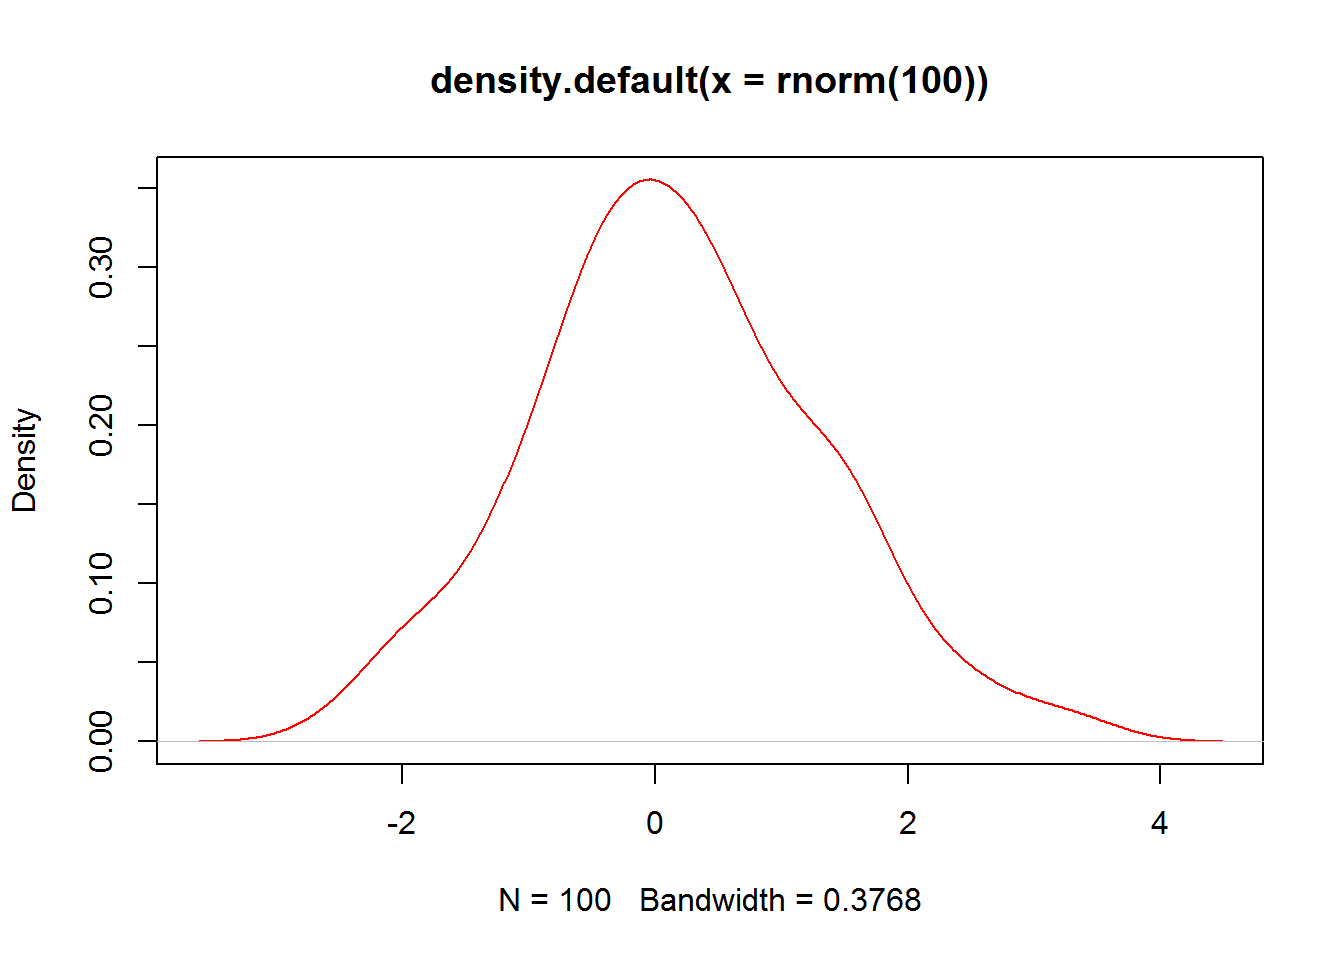 density.default(x = rnorm(100))
Density
0.30
0.20
0.10
0.00
-2 0 2 4
N = 100 Bandwidth = 0.3768